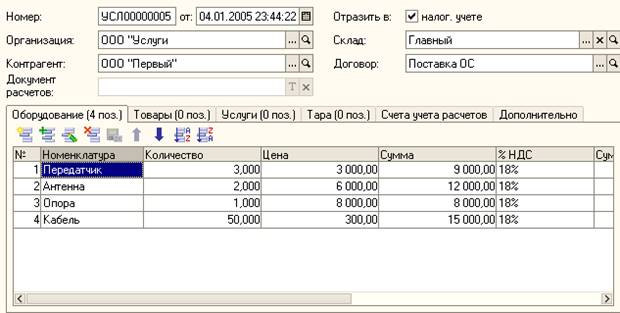 Номер: УСЛ00000005 от: 04.01.2005 23:44:22 Отразить в: налог. учете
Организация: ООО "Услуги ... Склад: Главный ...
Контрагент: ООО "Первый" ... Договор: Поставка ОС ...
Документ
расчетов: T
Оборудование (4 поз.) Товары (0 поз.) Услуги (0 поз.) Тара (0 поз.) Счета учета расчетов Дополнительно
№ Номенклатура Количество Цена Сумма % НДС Сум
1 Передатчик 3,000 3 000,00 9 000,00 18%
2 Антенна 2,000 6 000,00 12 000,00 18%
3 Опора 1,000 8 000,00 8 000,00 18%
4 Кабель 50,000 300,00 15 000,00 18%